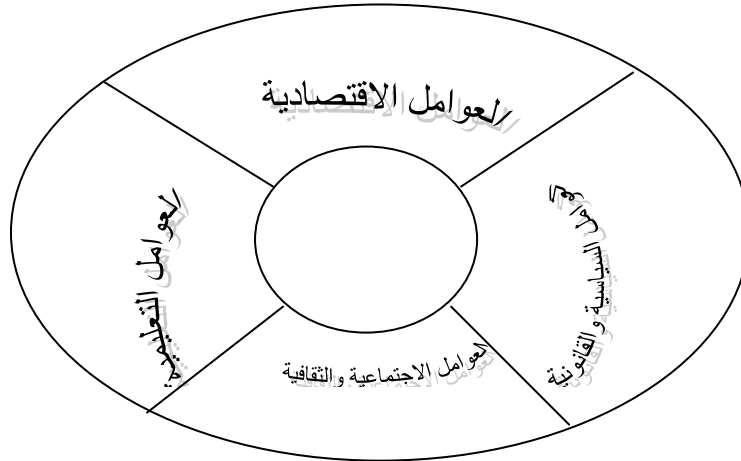 العوامل الاقتصادية
العوامل السياسية والقانونية
العوامل الاجتماعية والثقافية
العوامل التعليمية